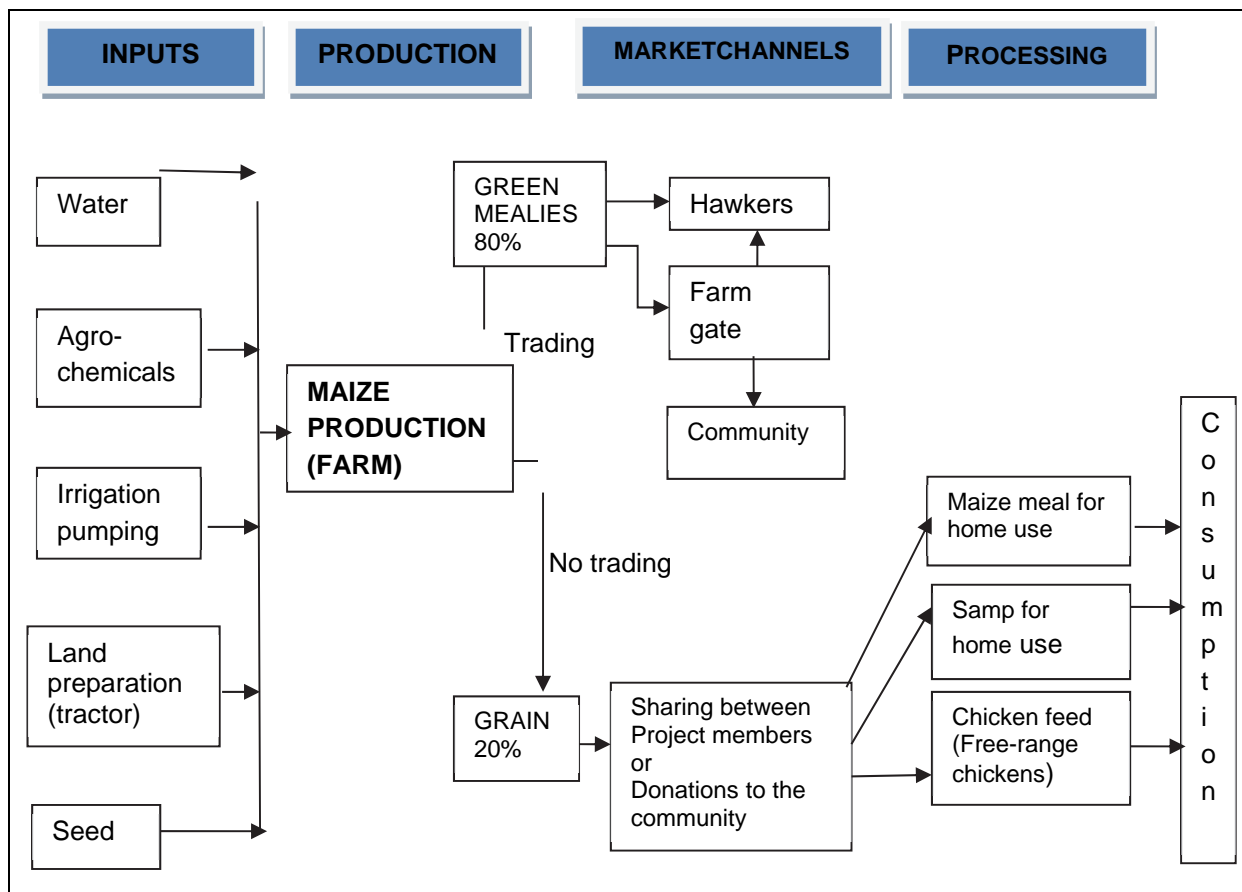 INPUTS
PRODUCTION
MARKETCHANNELS
PROCESSING
Water
Agro-
chemicals
Irrigation
pumping
Land
preparation
(tractor)
Seed
MAIZE
PRODUCTION
(FARM)
GREEN
MEALIES
80%
Trading
No trading
GRAIN
20%
Hawkers
Farm
gate
Community
Sharing between
Project members
or
Donations to the
community
Maize meal for
home use
Samp for
home use
Chicken feed
(Free-range
chickens)
C
o
n
s
u
m
p
t
i
o
n